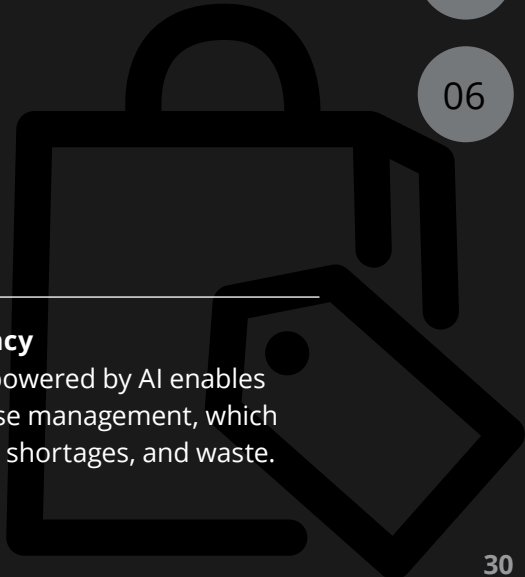 06
ncy
powered by AI enables
se management, which
shortages, and waste.
30